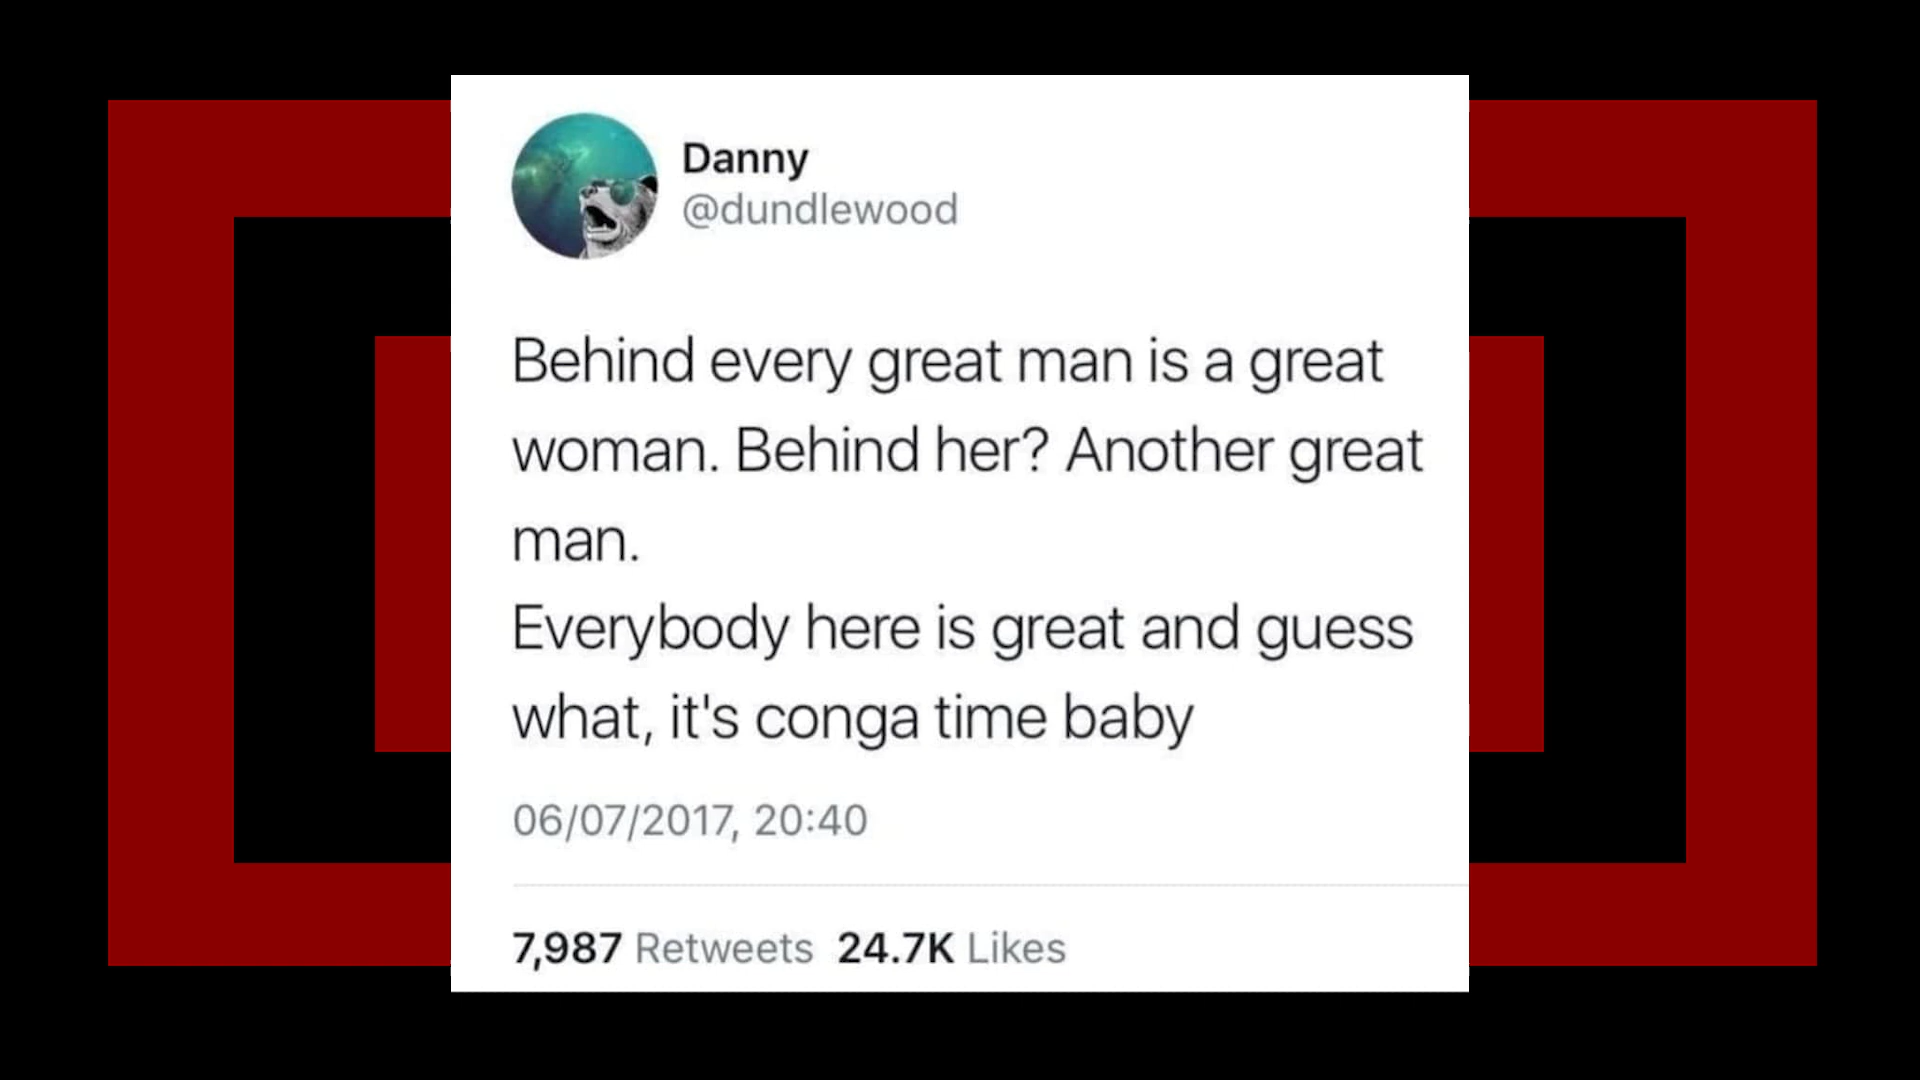 Danny
@dundlewood
Behind every great man is a great
woman. Behind her? Another great
man.
Everybody here is great and guess
what, it's conga time baby
06/07/2017, 20:40
7,987 Retweets 24.7K Likes